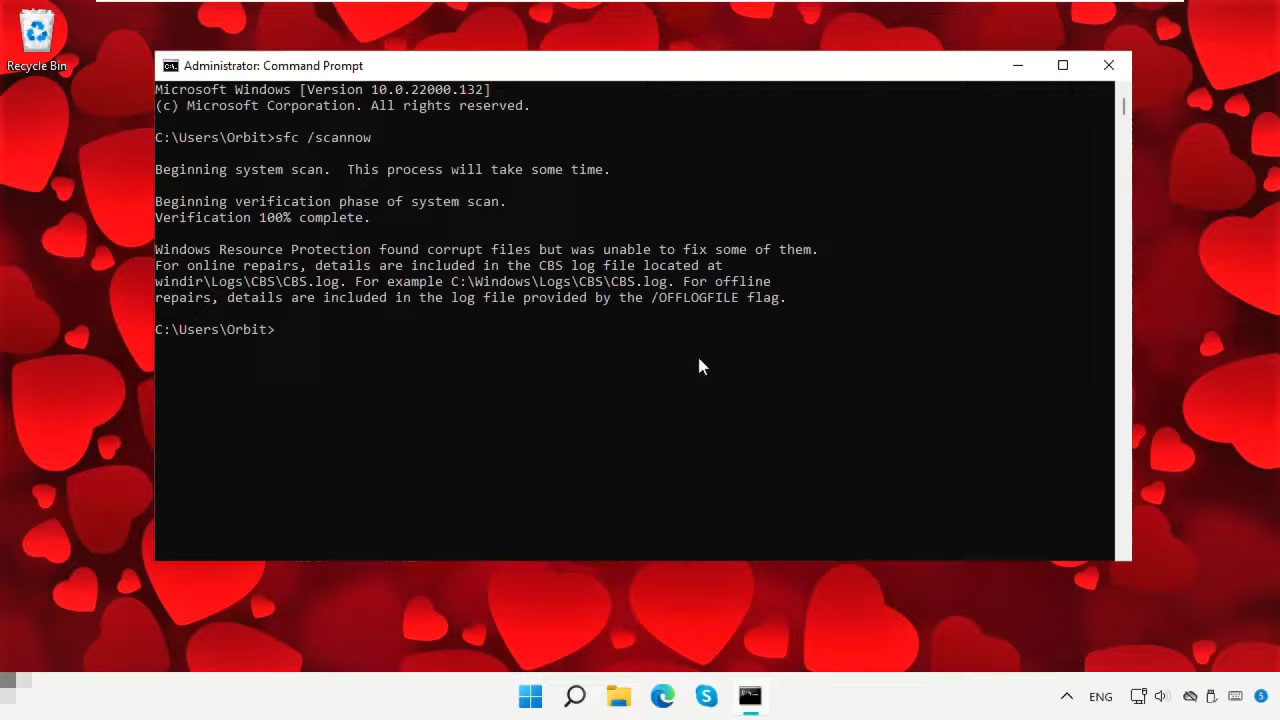 Recycle Bin
Administrator: Command Prompt
Microsoft Windows [Version 10.0.22000.132]
(c) Microsoft Corporation. All rights reserved.
C:\Users\Orbit>sfc /scannow
Beginning system scan.  This process will take some time.
Beginning verification phase of system scan.
Verification 100% complete.
Windows Resource Protection found corrupt files but was unable to fix some of them.
For online repairs, details are included in the CBS log file located at
windir\Logs\CBS\CBS.log. For example C:\Windows\Logs\CBS\CBS.log. For offline
repairs, details are included in the log file provided by the /OFFLOGFILE flag.
C:\Users\Orbit>
ENG
5